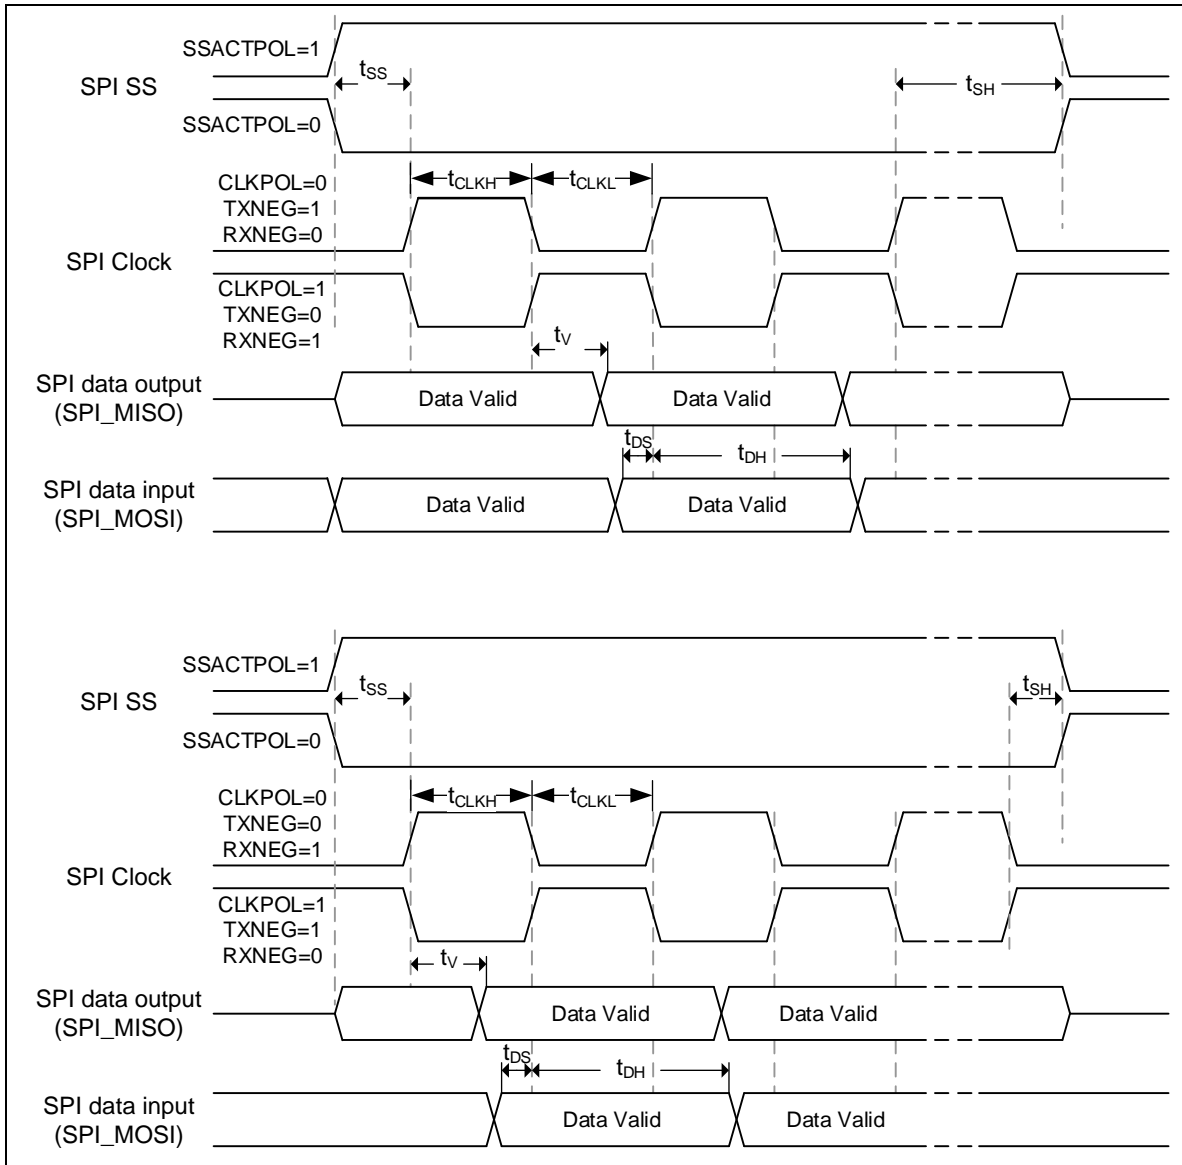 SSACTPOL=1
SPI SS
tSS
tSH
SSACTPOL=0
CLKPOL=0
TXNEG=1
RXNEG=0
tCLKH
tCLKL
SPI Clock
CLKPOL=1
TXNEG=0
RXNEG=1
tV
SPI data output
(SPI_MISO)
Data Valid
Data Valid
tDS
tDH
SPI data input
(SPI_MOSI)
Data Valid
Data Valid
SSACTPOL=1
SPI SS
tSS
tSH
SSACTPOL=0
CLKPOL=0
TXNEG=0
RXNEG=1
tCLKH
tCLKL
SPI Clock
CLKPOL=1
TXNEG=1
RXNEG=0
tV
SPI data output
(SPI_MISO)
Data Valid
Data Valid
tDS
tDH
SPI data input
(SPI_MOSI)
Data Valid
Data Valid